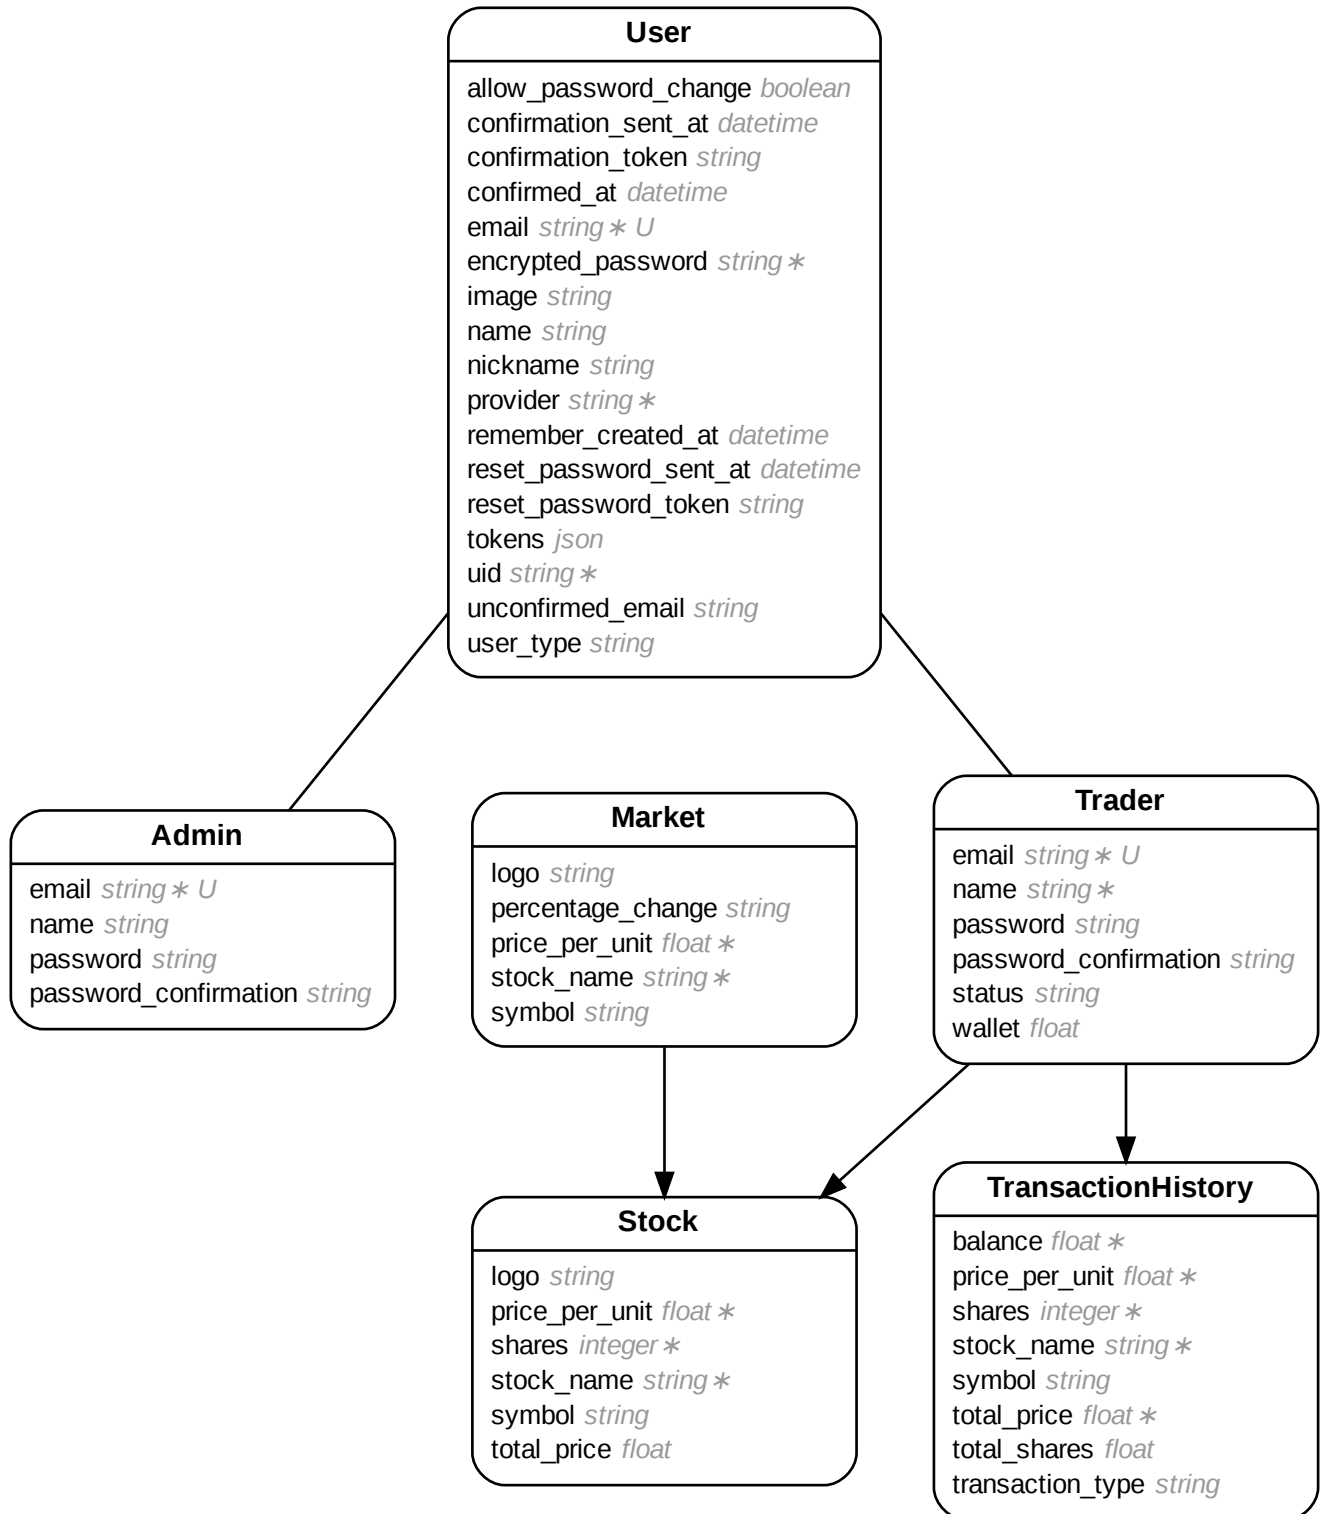 User
allow_password_change boolean
confirmation_sent_at datetime
confirmation_token string
confirmed_at datetime
email string ∗ U
encrypted_password string ∗
image string
name string
nickname string
provider string ∗
remember_created_at datetime
reset_password_sent_at datetime
reset_password_token string
tokens json
uid string ∗
unconfirmed_email string
user_type string
Admin
email string ∗ U
name string
password string
password_confirmation string
Market
logo string
percentage_change string
price_per_unit float ∗
stock_name string ∗
symbol string
Trader
email string ∗ U
name string ∗
password string
password_confirmation string
status string
wallet float
Stock
logo string
price_per_unit float ∗
shares integer ∗
stock_name string ∗
symbol string
total_price float
TransactionHistory
balance float ∗
price_per_unit float ∗
shares integer ∗
stock_name string ∗
symbol string
total_price float ∗
total_shares float
transaction_type string